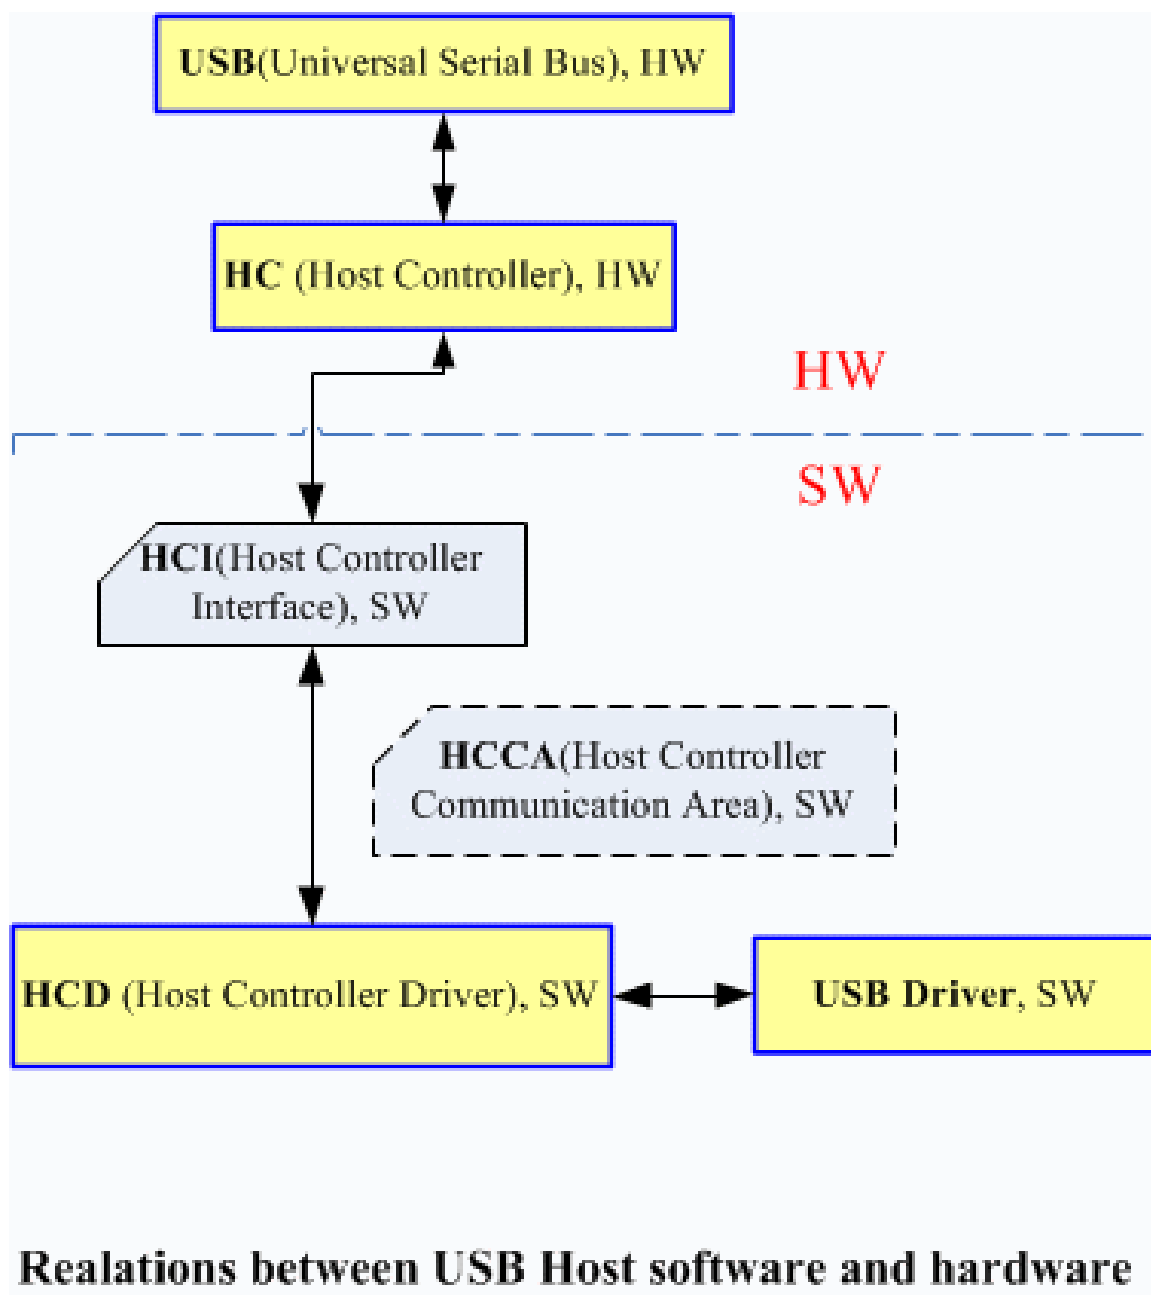 USB(Universal Serial Bus), HW
HC (Host Controller), HW
HW
SW
HCI(Host Controller
Interface), SW
HCCA(Host Controller
Communication Area), SW
HCD (Host Controller Driver), SW
USB Driver, SW
Realations between USB Host software and hardware